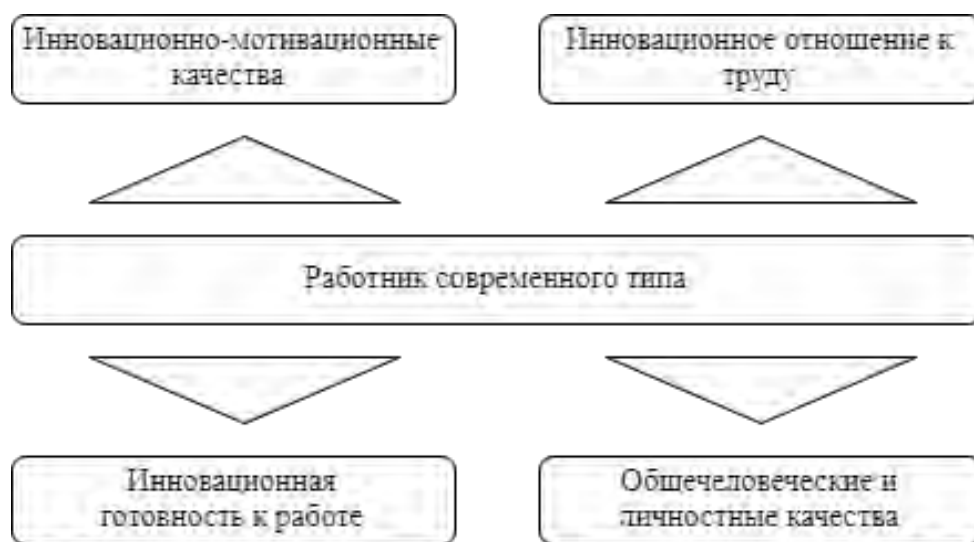 Инновационно-мотивационные
качества
Инновационное отношение к
труду
Работник современного типа
Инновационная
готовность к работе
Общечеловеческие и
личностные качества